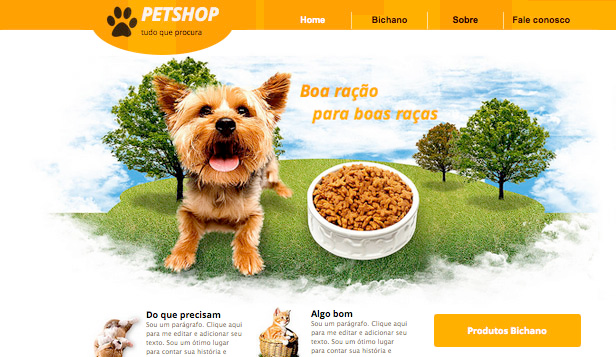 PETSHOP
tudo que procura
Home
Bichano
Sobre
Fale conosco
Boa ração
para boas raças
Do que precisam
Sou um parágrafo. Clique aqui
para me editar e adicionar seu
texto. Sou um ótimo lugar
para contar sua história e
Algo bom
Sou um parágrafo. Clique aqui
para me editar e adicionar seu
texto. Sou um ótimo lugar
para contar sua história e
Produtos Bichano